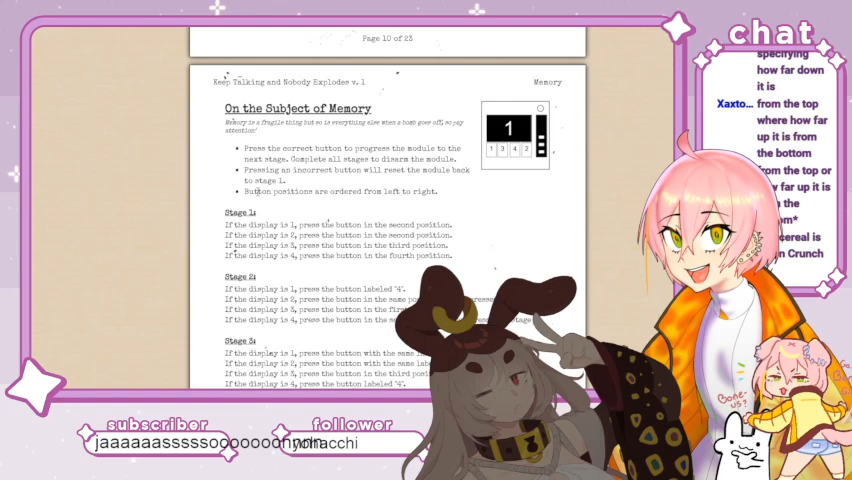 Page 10 of 23
Keep Talking and Nobody Explodes v. 1
Memory
On the Subject of Memory
Memory is a fragile thing but so is everything else when a bomb goes off, so pay
attention!
1
1 3 4 2
Press the correct button to progress the module to the
next stage. Complete all stages to disarm the module.
Pressing an incorrect button will reset the module back
to stage 1.
Button positions are ordered from left to right.
Stage 1:
If the display is 1, press the button in the second position.
If the display is 2, press the button in the second position.
If the display is 3, press the button in the third position.
If the display is 4, press the button in the fourth position.
Stage 2:
If the display is 1, press the button labeled "4".
If the display is 2, press the button in the same
If the display is 3, press the button in the
If the display is 4, press the button in the
Stage 3:
If the display is 1, press the button with the same
If the display is 2, press the button with the same
If the display is 3, press the button in the third
If the display is 4, press the button labeled "4".
chat
specifying
how far down
it is
Xaxto... from the top
where how far
up it is from
the bottom
from the top or
far up it is
the
cereal is
Crunch
Bone-
us?
subscriber
follower